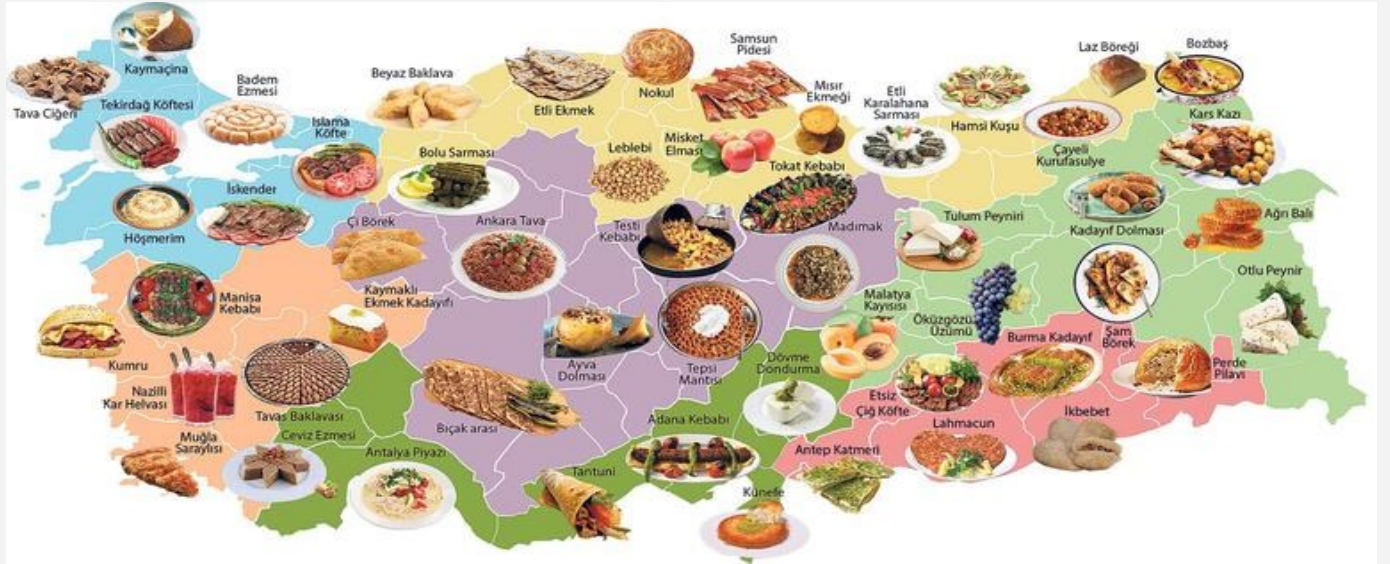 Kaymaçina
Tava Ciğeri
Tekirdağ Köftesi
Badem
Ezmesi
Islama
Köfte
Beyaz Baklava
Etli Ekmek
Nokul
Samsun
Pidesi
Mısır
Ekmeği
Etli
Karalahana
Sarması
Hamsi Kuşu
Laz Böreği
Bozbaş
Kars Kazı
Çayeli
Kurufasulye
Bolu Sarması
Leblebi
Misket
Elması
Tokat Kebabı
Höşmerim
İskender
Çi Börek
Ankara Tava
Testi
Kebabı
Madımak
Tulum Peyniri
Kadayıf Dolması
Ağrı Balı
Otlu Peynir
Manisa
Kebabı
Kaymaklı
Ekmek Kadayıfı
Malatya
Kayısısı
Öküzgözü
Üzümü
Burma Kadayıf
Şam
Börek
Perde
Pilavı
Kumru
Nazilli
Kar Helvası
Tavas Baklavası
Ayva
Dolması
Tepsi
Mantısı
Dövme
Dondurma
Etsiz
Çiğ Köfte
Lahmacun
İkbebet
Muğla
Saraylısı
Ceviz Ezmesi
Antalya Piyazı
Bıçak arası
Tantuni
Adana Kebabı
Antep Katmeri
Künefe